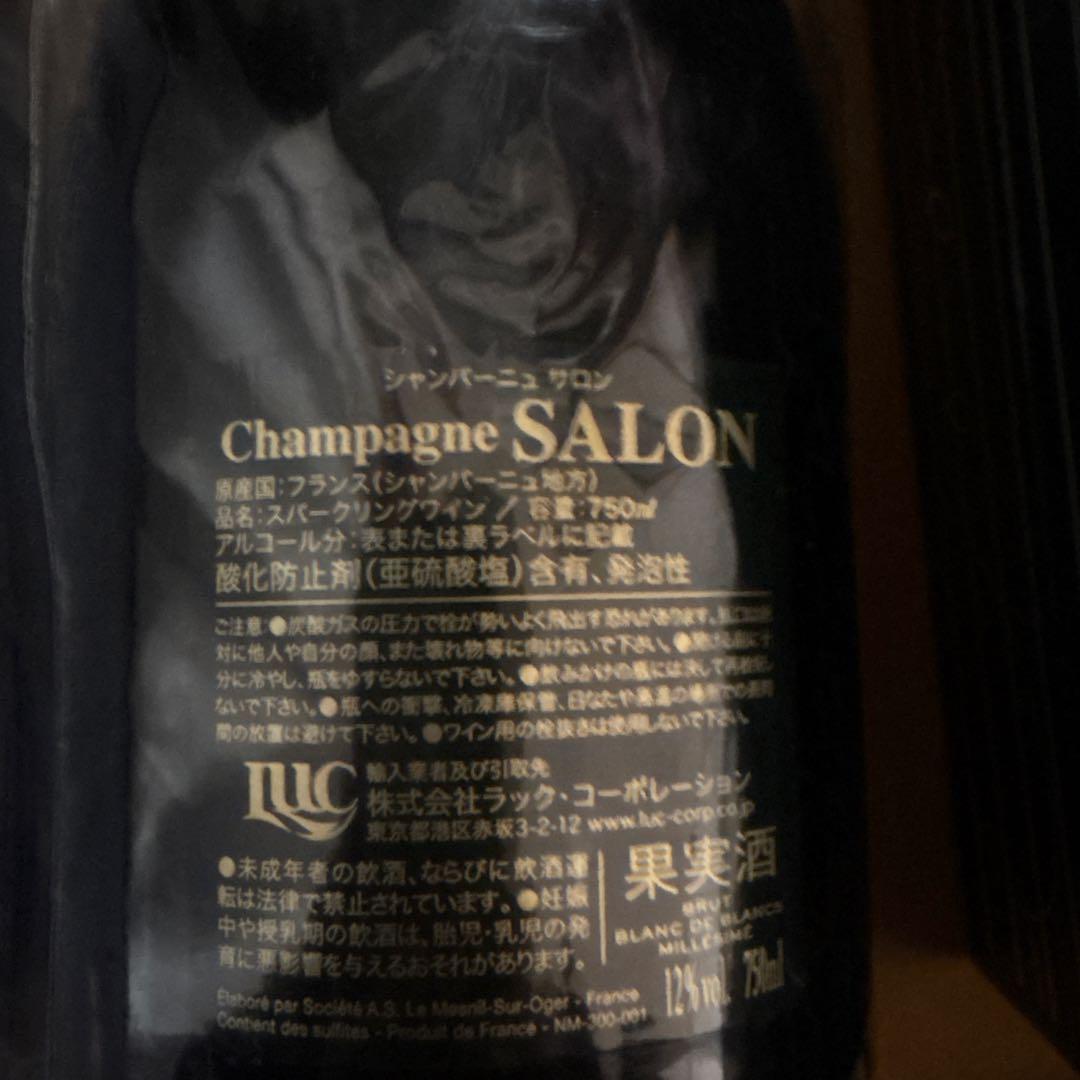 シャンパーニュ サロン
Champagne SALON
原産国:フランス(シャンパーニュ地方)
品名:スパークリングワイン / 容量:750㎖
アルコール分:表または裏ラベルに記載
酸化防止剤(亜硫酸塩)含有、発泡性
ご注意:●炭酸ガスの圧力で栓が勢いよく飛出す恐れがあります。
対に他人や自分の顔、また壊れ物等に向けないで下さい。●
分に冷やし、瓶をゆすらないで下さい。●飲みかけの瓶には決して
ないで下さい。●瓶への衝撃、冷凍庫保管、日なたや高温の場所での長時
間の放置は避けて下さい。●ワイン用の栓抜きは使用しないで下さい。
LUC 輸入業者及び引取先
株式会社ラック・コーポレーション
東京都港区赤坂3-2-12 www.luc-corp.co.jp
●未成年者の飲酒、ならびに飲酒運
転は法律で禁止されています。●妊娠
中や授乳期の飲酒は、胎児・乳児の発
育に悪影響を与えるおそれがあります。
果実酒
BRUT
BLANC DE BLANCS
MILLÉSIMÉ
12% vol. 750ml
Elaboré par Société A.S. Le Mesnil-Sur-Oger - France
Content des sulfites - Produit de France - NM-300-001